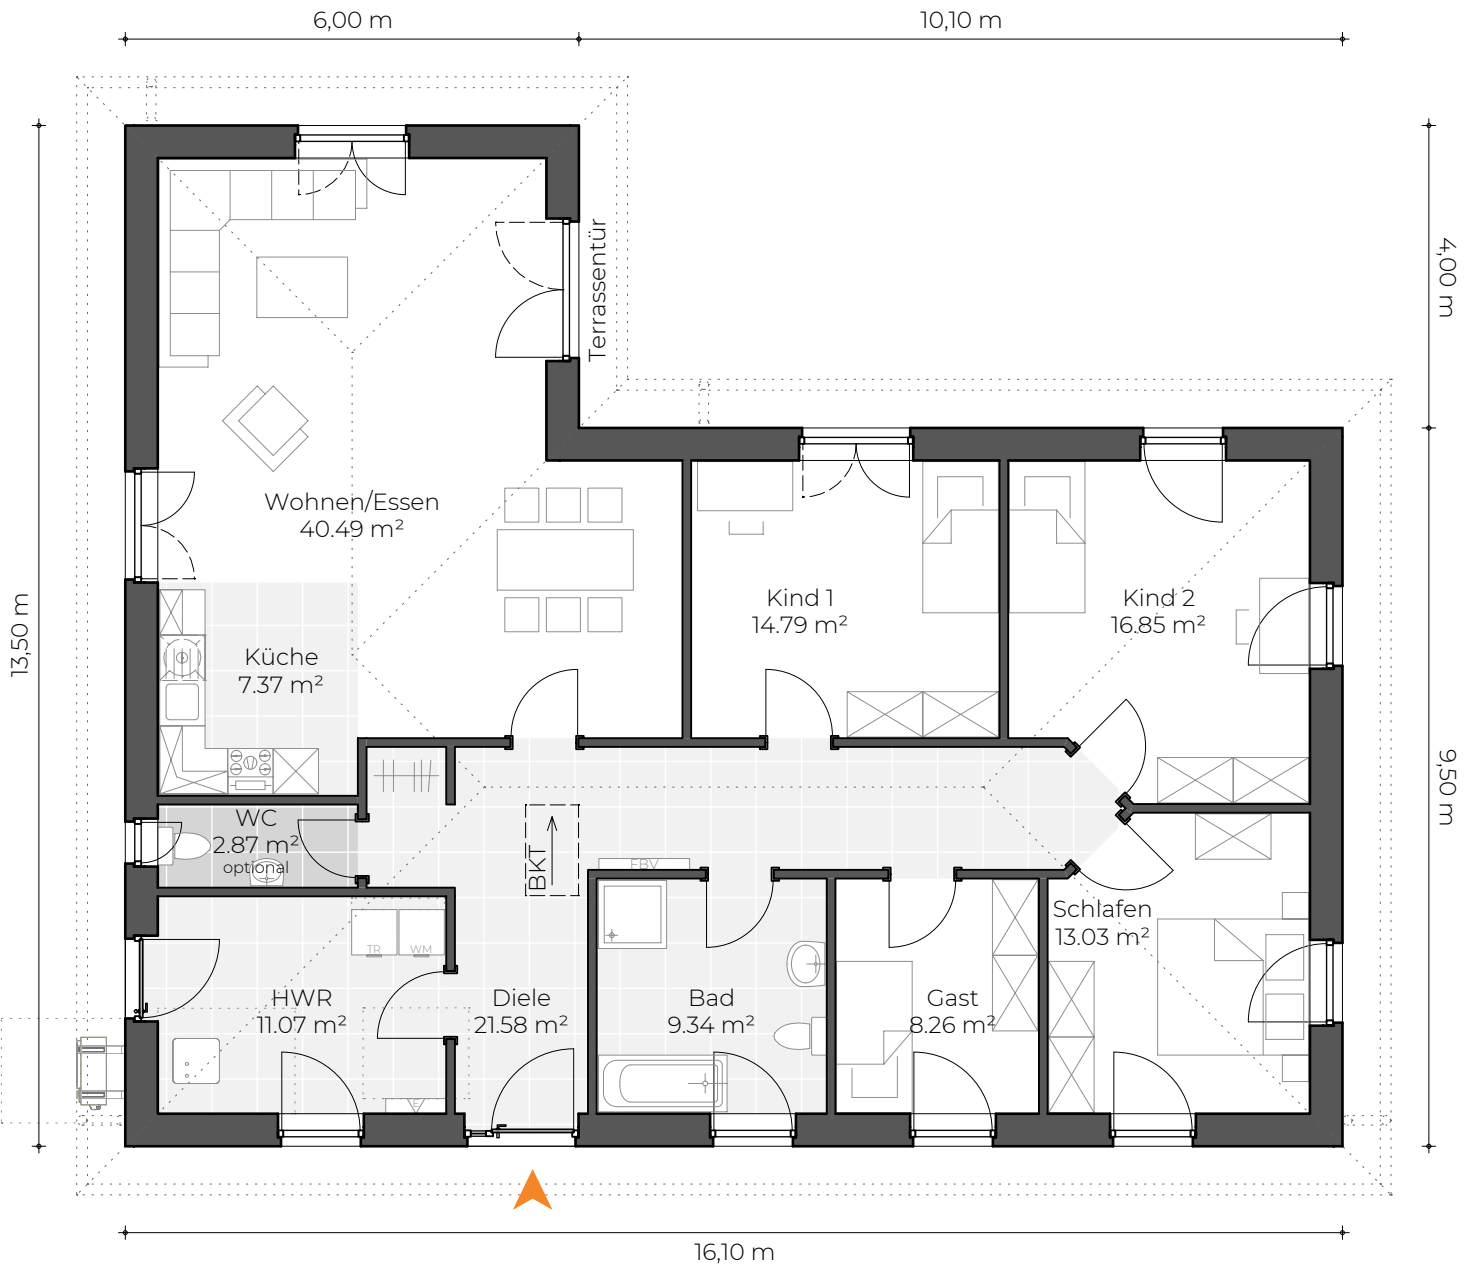 6,00 m
10,10 m
Terrassentür
4,00 m
Wohnen/Essen
40.49 m²
13,50 m
Kind 1
14.79 m²
Kind 2
16.85 m²
Küche
7.37 m²
9,50 m
WC
2.87 m²
optional
BKT
FBV
Schlafen
13.03 m²
TR
WM
HWR
11.07 m²
Diele
21.58 m²
Bad
9.34 m²
Gast
8.26 m²
16,10 m